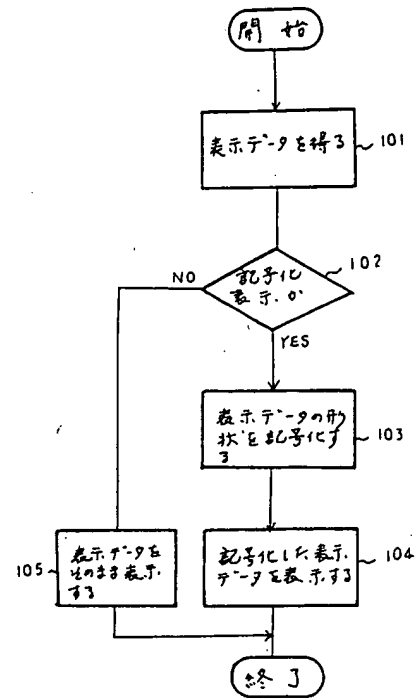 開始
表示データを得る
101
102
記号化
表示か
NO
YES
表示データの形
状を記号化す
る
103
表示データを
そのまま表示
する
105
記号化した表示
データを表示する
104
終了